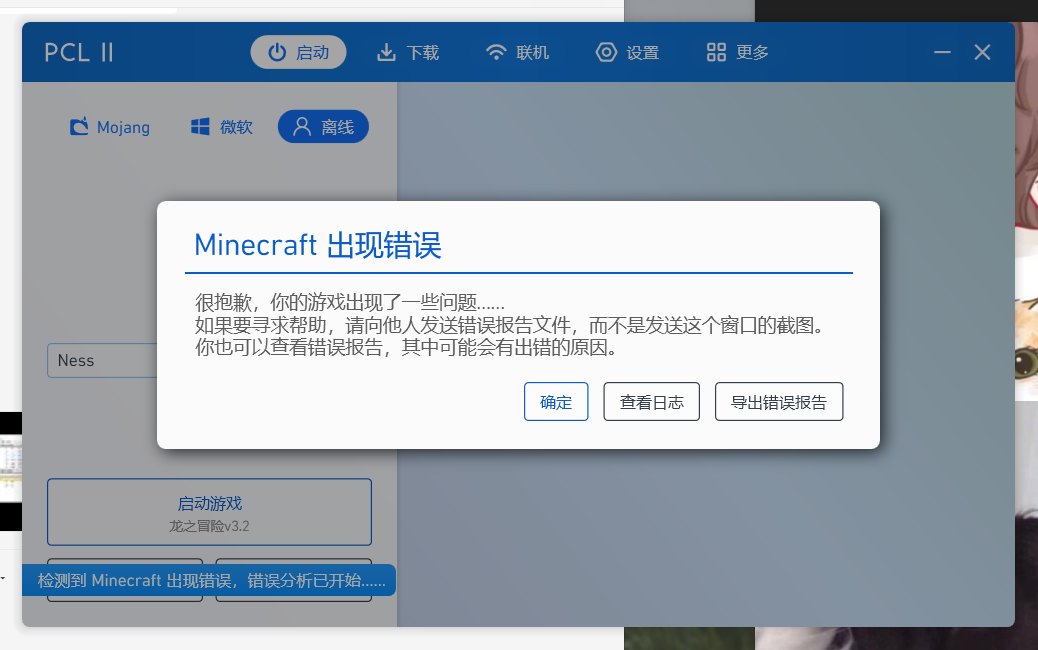 PCL II
启动
下载
联机
设置
更多
Mojang
微软
离线
Minecraft 出现错误
很抱歉，你的游戏出现了一些问题……
如果要寻求帮助，请向他人发送错误报告文件，而不是发送这个窗口的截图。
你也可以查看错误报告，其中可能会有出错的原因。
Ness
确定
查看日志
导出错误报告
启动游戏
龙之冒险v3.2
检测到 Minecraft 出现错误，错误分析已开始……